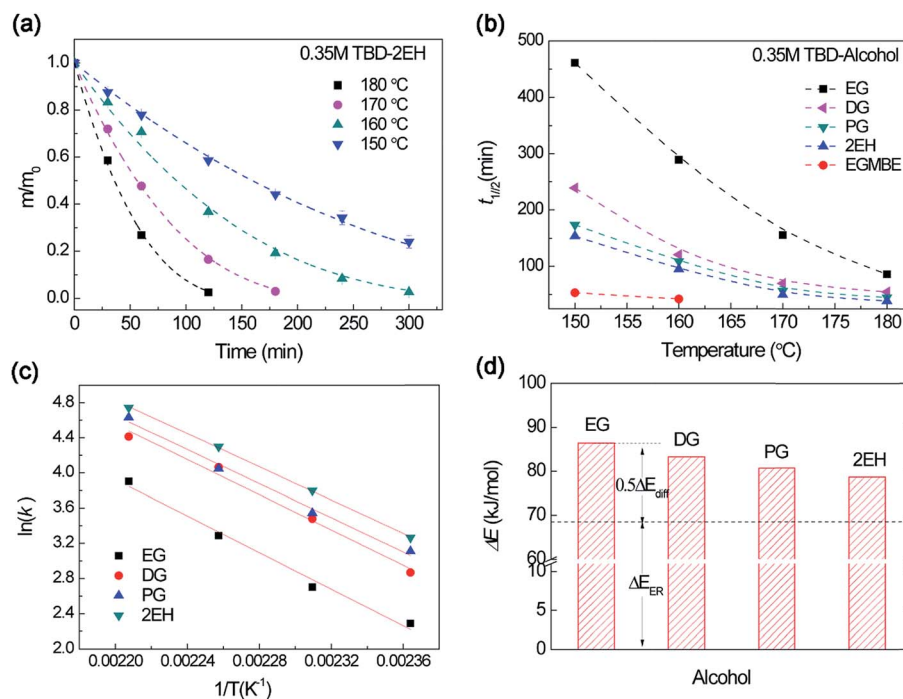 (a)
0.35M TBD-2EH
180 °C
170 °C
160 °C
150 °C
m/m0
1.0
0.8
0.6
0.4
0.2
0.0
0 50 100 150 200 250 300
Time (min)
(b)
0.35M TBD-Alcohol
EG
DG
PG
2EH
EGMBE
t1//2(min)
500
400
300
200
100
150 155 160 165 170 175 180
Temperature (°C)
(c)
ln(k)
4.8
4.4
4.0
3.6
3.2
2.8
2.4
2.0
EG
DG
PG
2EH
0.00220 0.00224 0.00228 0.00232 0.00236
1/T(K-1)
(d)
ΔE (kJ/mol)
100
90
80
70
60
10
5
0
EG
DG
PG
2EH
0.5ΔEdiff
ΔEER
Alcohol